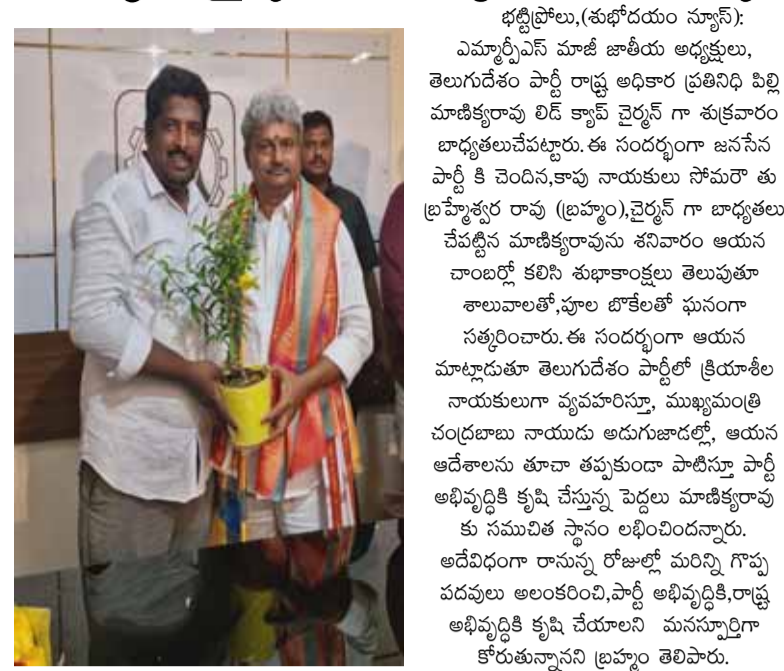 భట్టిప్రోలు,(శుభోదయం న్యూస్):
ఎమ్మార్పీఎస్ మాజీ జాతీయ అధ్యక్షులు,
తెలుగుదేశం పార్టీ రాష్ట్ర అధికార ప్రతినిధి పిల్లి
మాణిక్యరావు లిడ్ క్యాప్ చైర్మన్ గా శుక్రవారం
బాధ్యతలుచేపట్టారు.ఈ సందర్భంగా జనసేన
పార్టీ కి చెందిన,కాపు నాయకులు సోమరౌ తు
బ్రహ్మేశ్వర రావు (బ్రహ్మం),చైర్మన్ గా బాధ్యతలు
చేపట్టిన మాణిక్యరావును శనివారం ఆయన
చాంబర్లో కలిసి శుభాకాంక్షలు తెలుపుతూ
శాలువాలతో,పూల బొకేలతో ఘనంగా
సత్కరించారు.ఈ సందర్భంగా ఆయన
మాట్లాడుతూ తెలుగుదేశం పార్టీలో క్రియాశీల
నాయకులుగా వ్యవహరిస్తూ, ముఖ్యమంత్రి
చంద్రబాబు నాయుడు అడుగుజాడల్లో, ఆయన
ఆదేశాలను తూచా తప్పకుండా పాటిస్తూ పార్టీ
అభివృద్ధికి కృషి చేస్తున్న పెద్దలు మాణిక్యరావు
కు సముచిత స్థానం లభించిందన్నారు.
అదేవిధంగా రానున్న రోజుల్లో మరిన్ని గొప్ప
పదవులు అలంకరించి,పార్టీ అభివృద్ధికి,రాష్ట్ర
అభివృద్ధికి కృషి చేయాలని మనస్పూర్తిగా
కోరుతున్నానని బ్రహ్మం తెలిపారు.